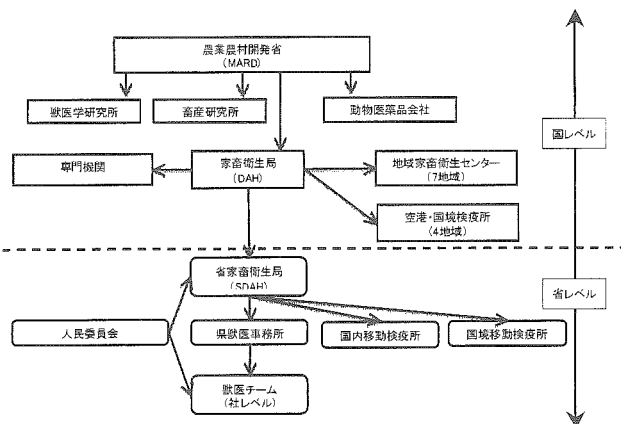 農業農村開発省
(MARD)
獣医学研究所
畜産研究所
動物医薬品会社
国レベル
専門機関
家畜衛生局
(DAH)
地域家畜衛生センター
(7地域)
空港・国境検疫所
(4地域)
省家畜衛生局
(SDAH)
省レベル
人民委員会
県獣医事務所
国内移動検疫所
国境移動検疫所
獣医チーム
(社レベル)